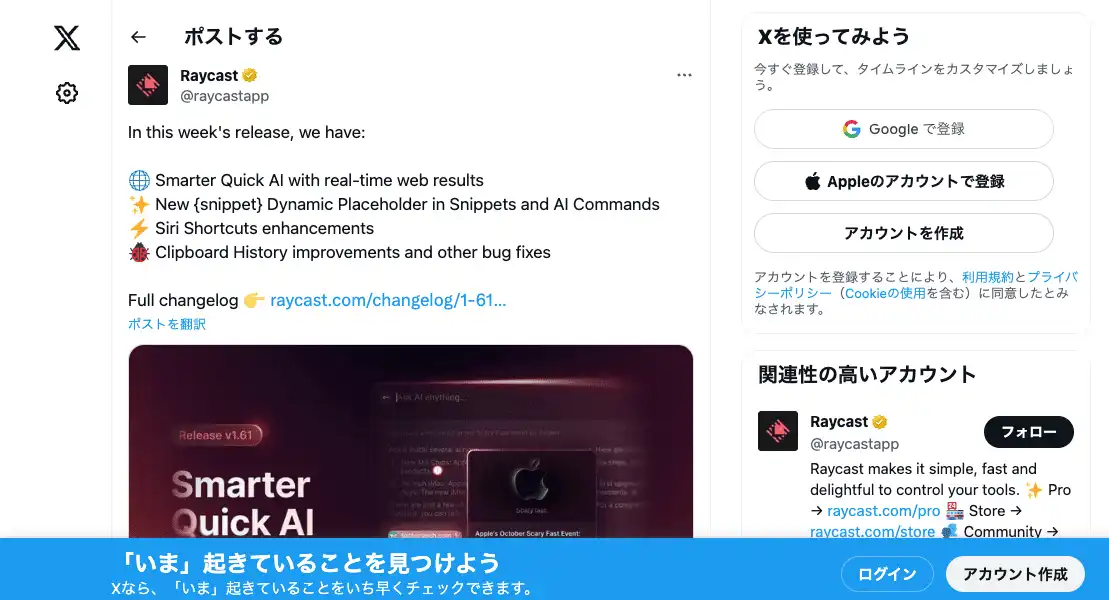 ポストする
Raycast
@raycastapp
In this week's release, we have:
Smarter Quick AI with real-time web results
New {snippet} Dynamic Placeholder in Snippets and AI Commands
Siri Shortcuts enhancements
Clipboard History improvements and other bug fixes
Full changelog 👉 raycast.com/changelog/1-61…
ポストを翻訳
Ask AI anything...
Release v1.61
Smarter
Quick AI
Scary fast.
Apple's October Scary Fast Event:
Xを使ってみよう
今すぐ登録して、タイムラインをカスタマイズしましょ
う。
Google で登録
Appleのアカウントで登録
アカウントを作成
アカウントを登録することにより、利用規約とプライバ
シーポリシー（Cookieの使用を含む）に同意したとみ
なされます。
関連性の高いアカウント
Raycast
@raycastapp
フォロー
Raycast makes it simple, fast and
delightful to control your tools. ✨ Pro
→ raycast.com/pro 🏪 Store →
raycast.com/store 👥 Community →
「いま」起きていることを見つけよう
Xなら、「いま」起きていることをいち早くチェックできます。
ログイン
アカウント作成